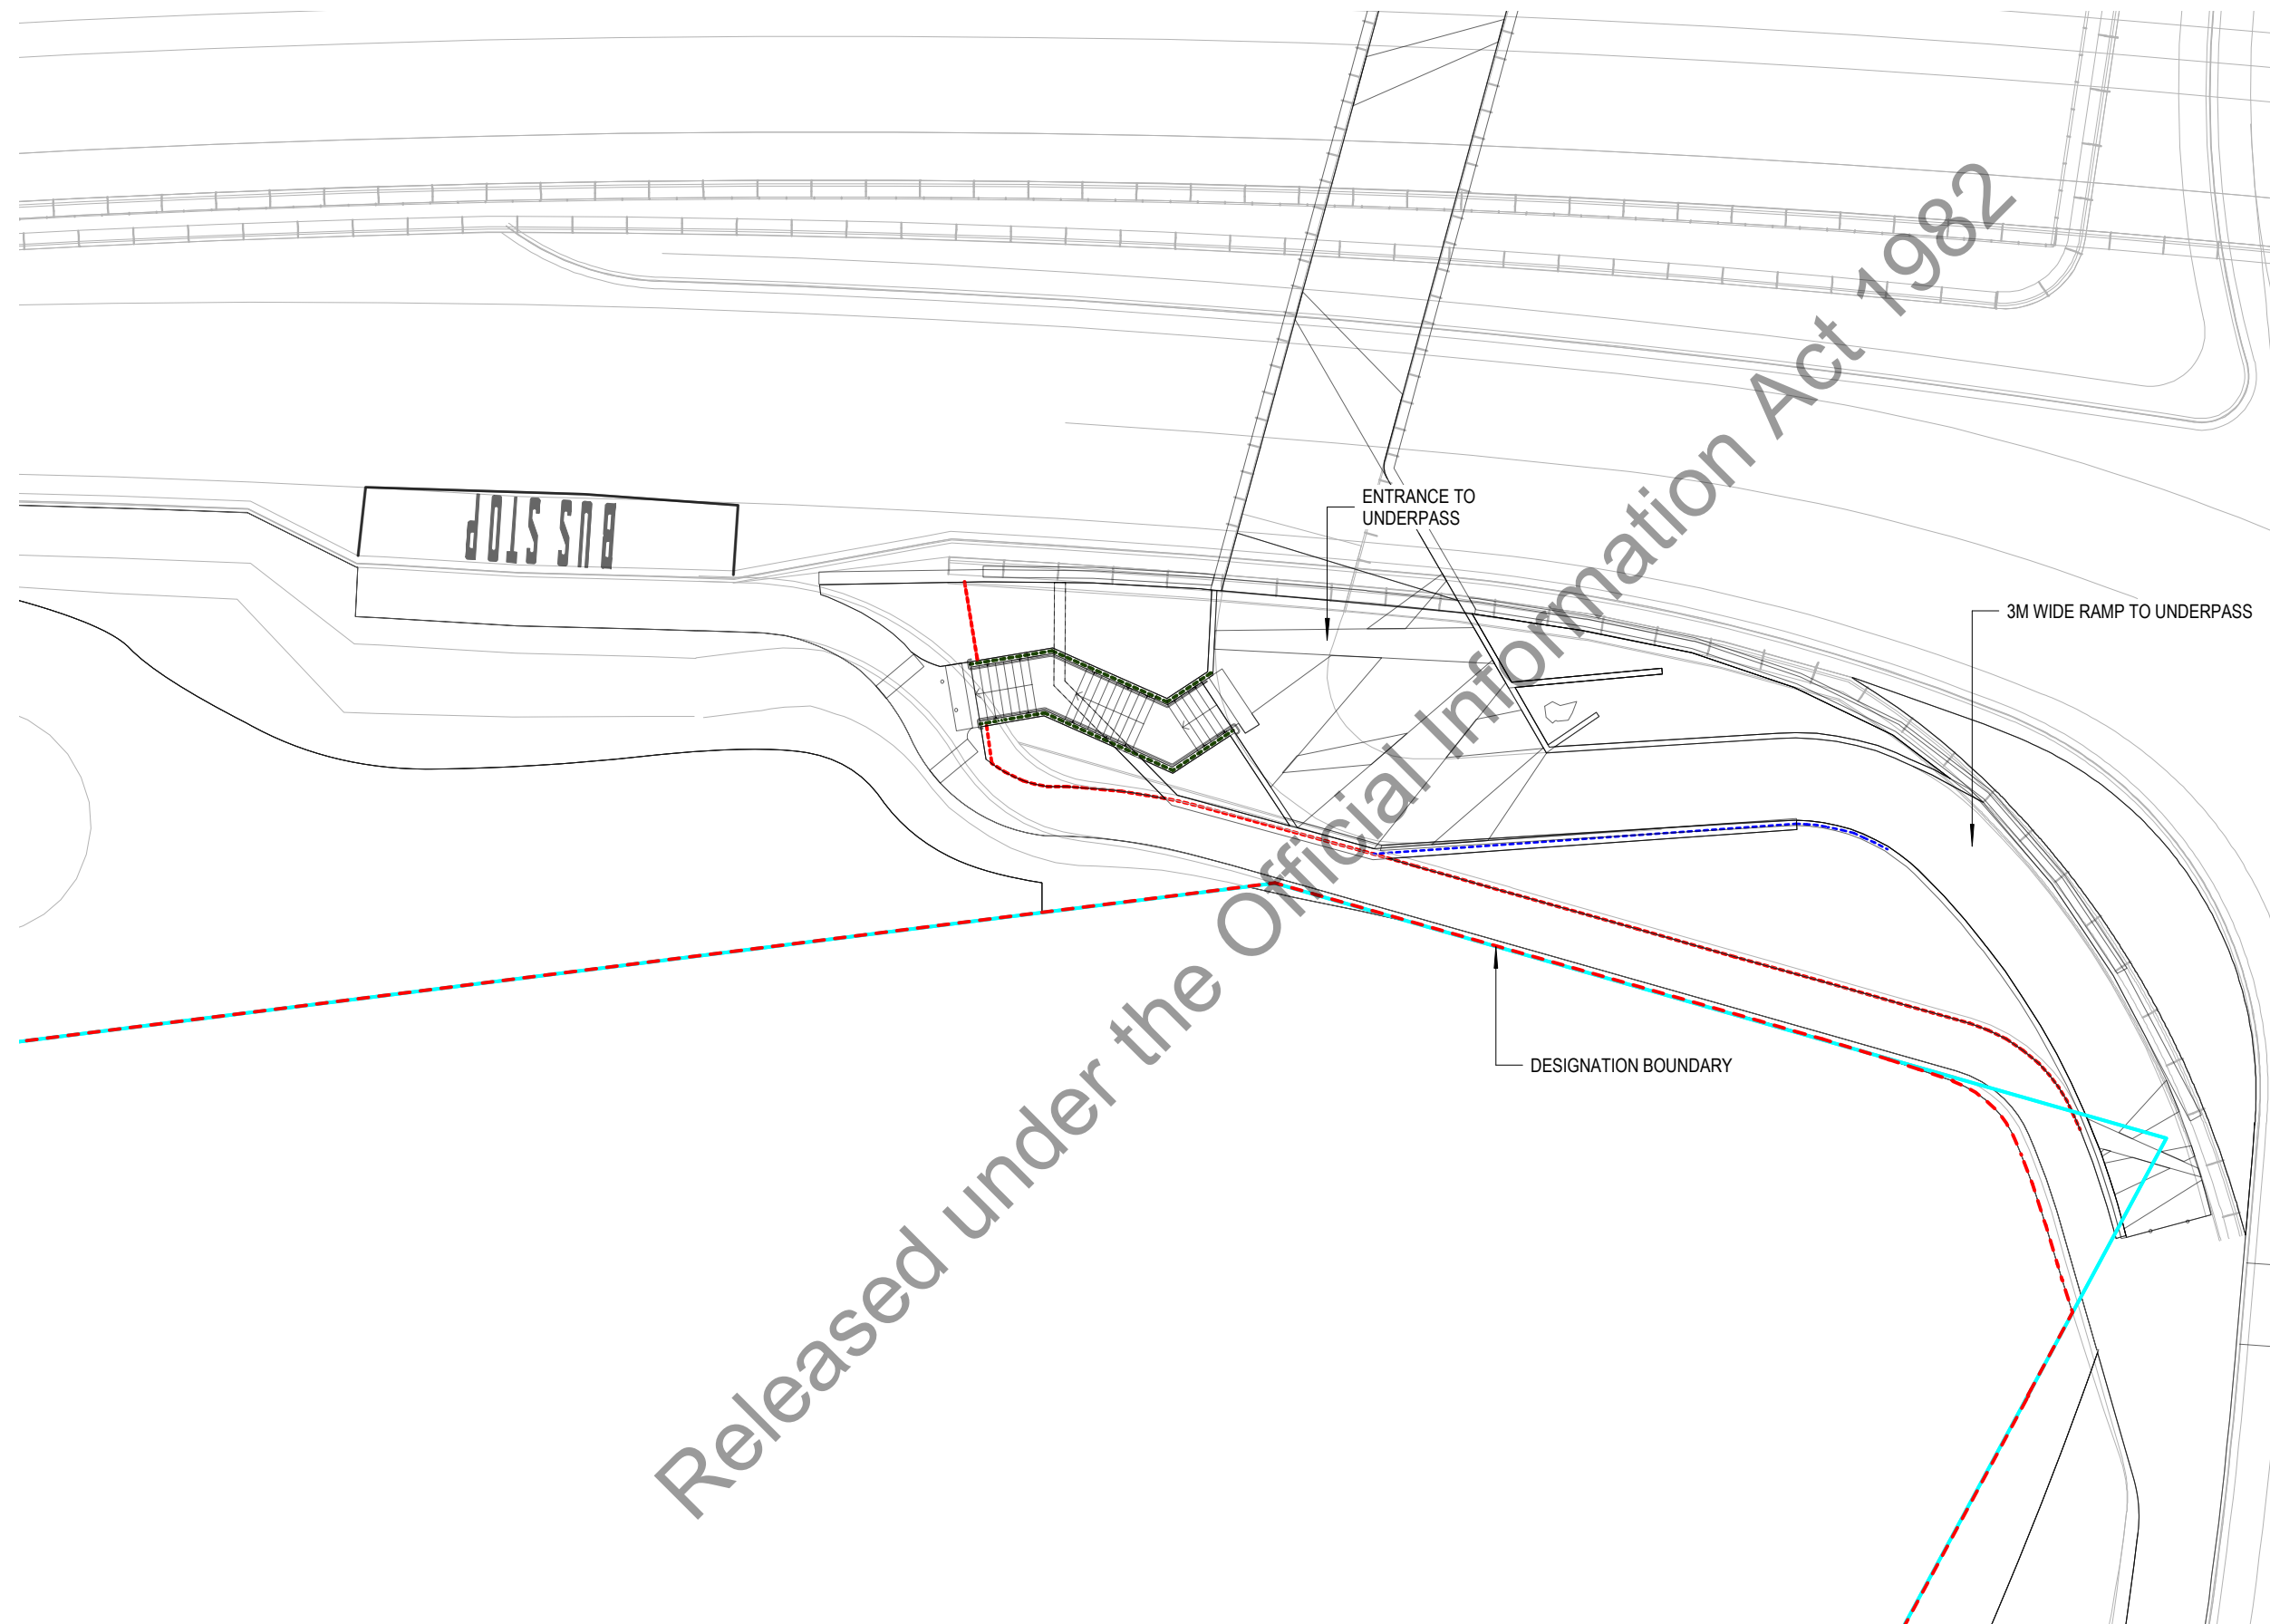 BUS STOP
ENTRANCE TO
UNDERPASS
3M WIDE RAMP TO UNDERPASS
DESIGNATION BOUNDARY
Released under the Official Information Act 1982